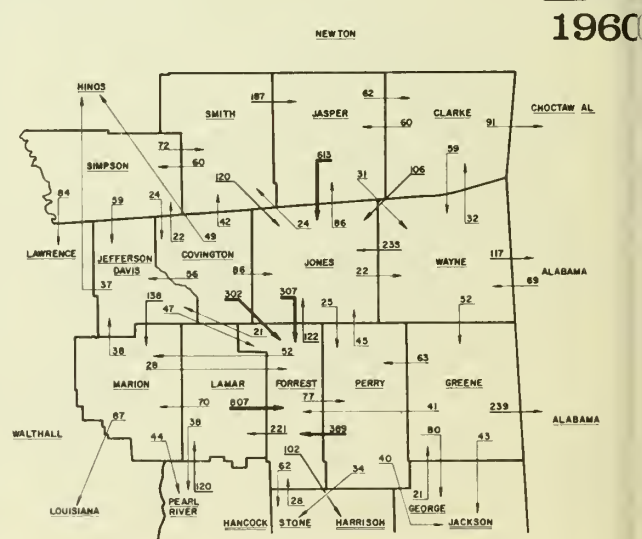 1960
NEWTON
HINDS
SMITH
187
JASPER
62
CLARKE
CHOCTAW AL
60
91
72
SIMPSON
60
613
31
106
59
120
84
59
24
42
24
86
32
22
49
LAWRENCE
JEFFERSON
DAVIS
COVINGTON
JONES
235
WAYNE
117
ALABAMA
56
86
22
69
37
138
302
307
25
52
47
21
122
45
38
52
28
63
MARION
LAMAR
FORREST
PERRY
GREENE
77
70
807
41
239
ALABAMA
67
38
221
389
80
43
WALTHALL
44
102
34
40
62
120
28
21
LOUISIANA
PEARL
RIVER
HANCOCK
STONE
HARRISON
GEORGE
JACKSON